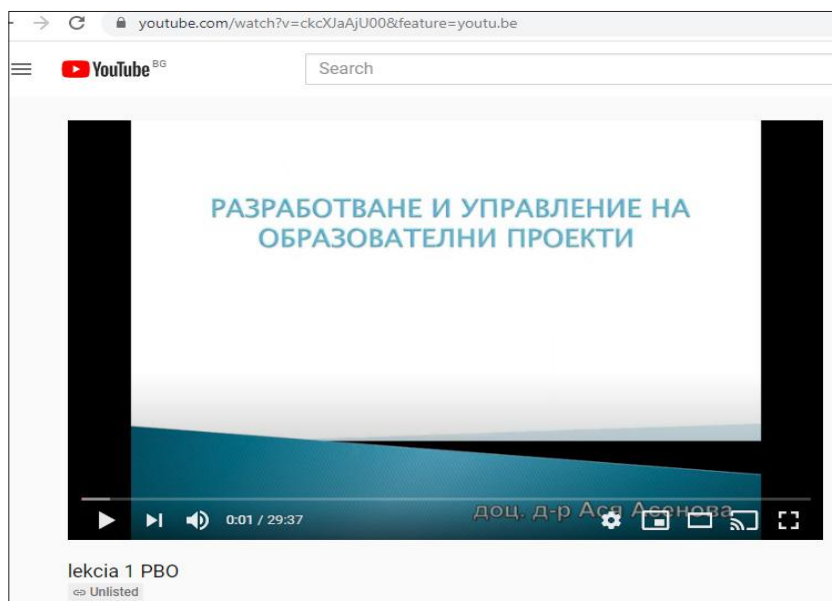 youtube.com/watch?v=ckcXJaAjU00&feature=youtu.be
YouTube BG
Search
РАЗРАБОТВАНЕ И УПРАВЛЕНИЕ НА
ОБРАЗОВАТЕЛНИ ПРОЕКТИ
0:01 / 29:37
доц. д-р Ася Асенова
lekcia 1 PBO
Unlisted